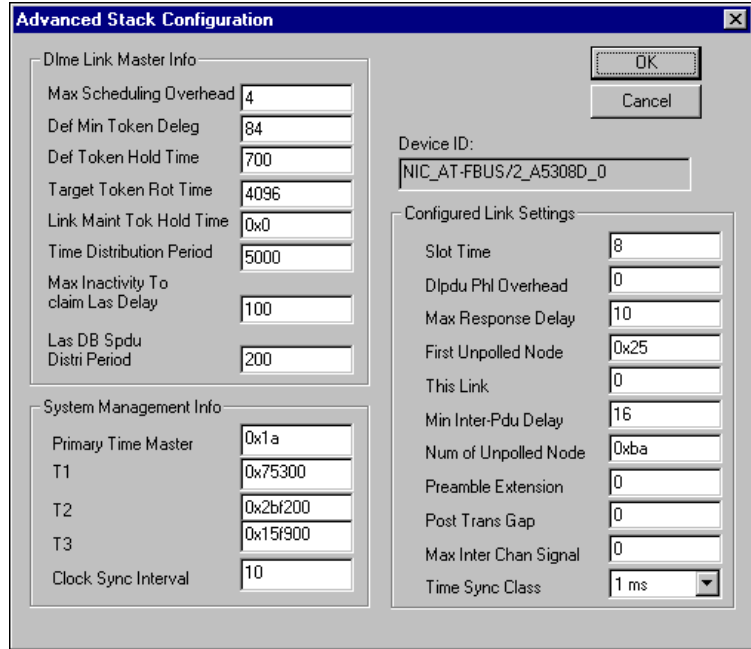 Advanced Stack Configuration
Dlme Link Master Info
Max Scheduling Overhead 4
Def Min Token Deleg 84
Def Token Hold Time 700
Target Token Rot Time 4096
Link Maint Tok Hold Time 0x0
Time Distribution Period 5000
Max Inactivity To
claim Las Delay 100
Las DB Spdu
Distri Period 200
System Management Info
Primary Time Master 0x1a
T1 0x75300
T2 0x2bf200
T3 0x15f900
Clock Sync Interval 10
OK
Cancel
Device ID:
NIC_AT-FBUS/2_A5308D_0
Configured Link Settings
Slot Time 8
Dlpdu Phl Overhead 0
Max Response Delay 10
First Unpolled Node 0x25
This Link 0
Min Inter-Pdu Delay 16
Num of Unpolled Node 0xba
Preamble Extension 0
Post Trans Gap 0
Max Inter Chan Signal 0
Time Sync Class 1 ms